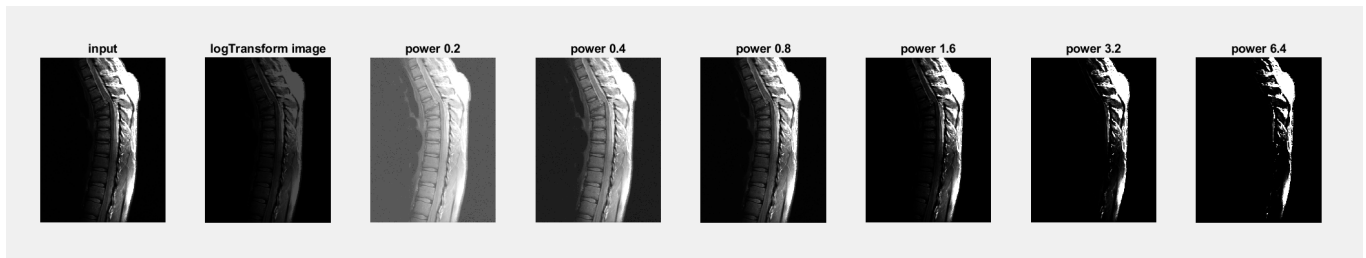 input
logTransform image
power 0.2
power 0.4
power 0.8
power 1.6
power 3.2
power 6.4